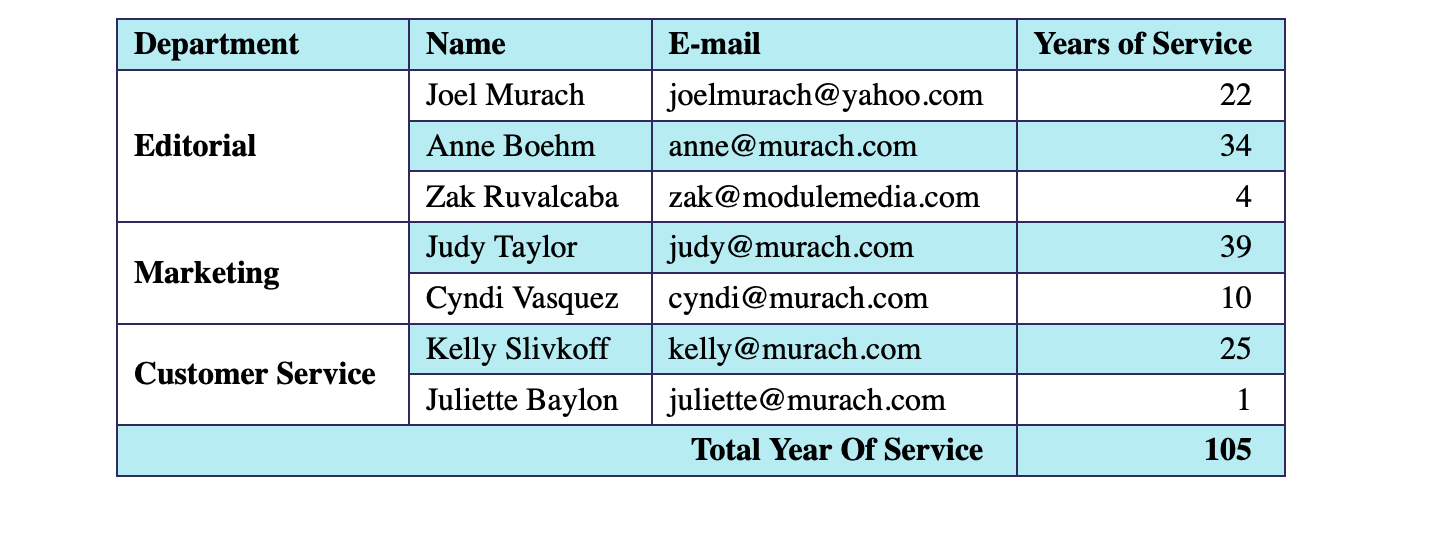 Department Name E-mail Years of Service
Joel Murach joelmurach@yahoo.com 22
Editorial Anne Boehm anne@murach.com 34
Zak Ruvalcaba zak@modulemedia.com 4
Marketing Judy Taylor judy@murach.com 39
Cyndi Vasquez cyndi@murach.com 10
Customer Service Kelly Slivkoff kelly@murach.com 25
Juliette Baylon juliette@murach.com 1
Total Year Of Service 105